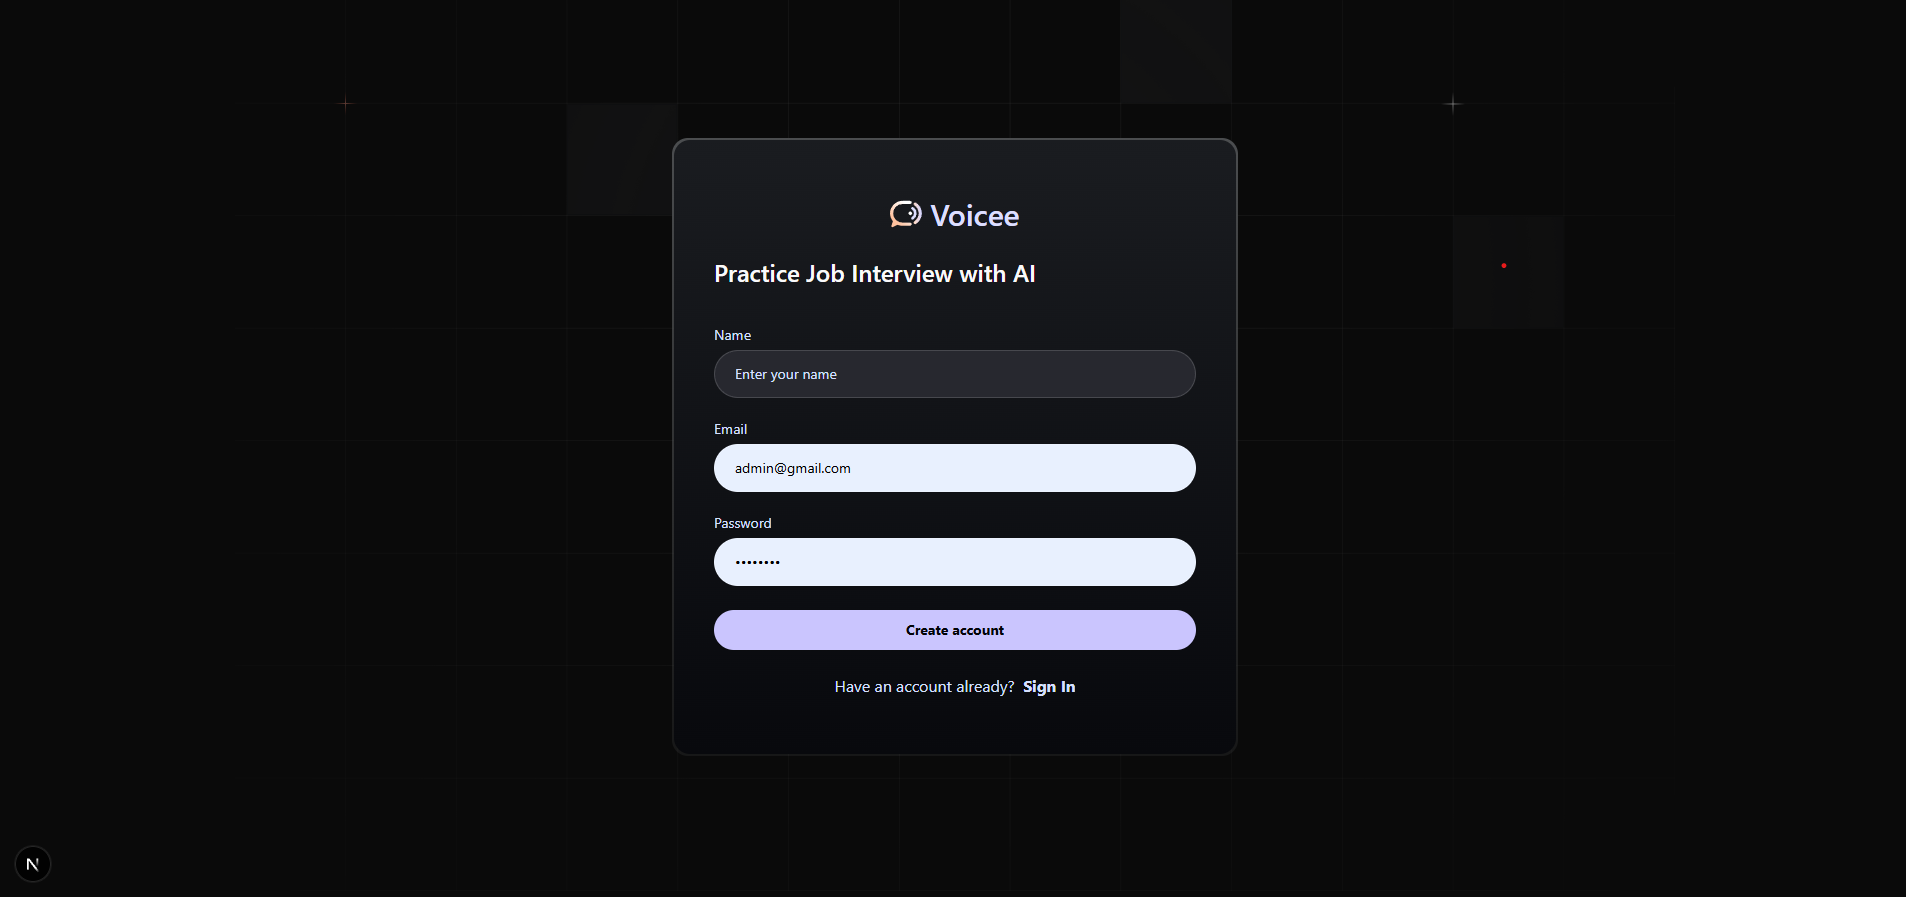 Voicee
Practice Job Interview with AI
Name
Enter your name
Email
admin@gmail.com
Password
••••••••
Create account
Have an account already? Sign In
N